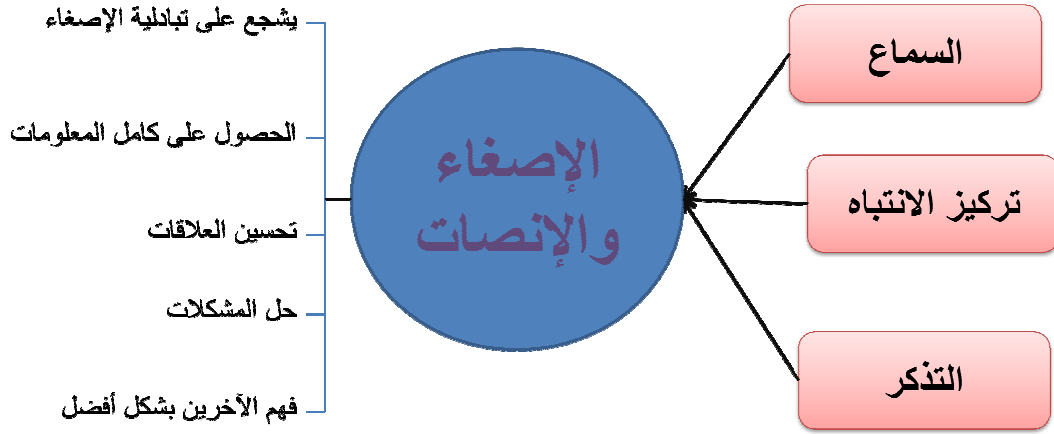 السماع
تركيز الانتباه
التذكر
الإصغاء
والإنصات
يشجع على تبادلية الإصغاء
الحصول على كامل المعلومات
تحسين العلاقات
حل المشكلات
فهم الآخرين بشكل أفضل